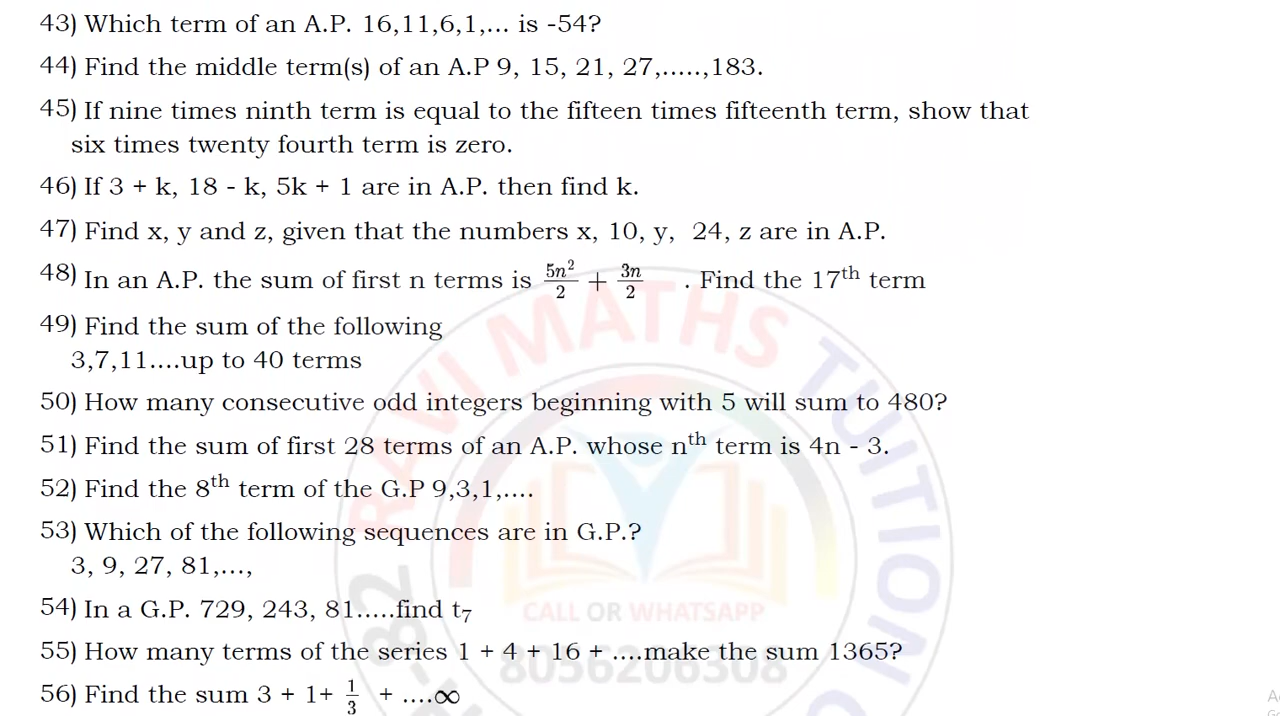 43) Which term of an A.P. 16,11,6,1,... is -54?
44) Find the middle term(s) of an A.P 9, 15, 21, 27,.....,183.
45) If nine times ninth term is equal to the fifteen times fifteenth term, show that
six times twenty fourth term is zero.
46) If 3 + k, 18 - k, 5k + 1 are in A.P. then find k.
47) Find x, y and z, given that the numbers x, 10, y,  24, z are in A.P.
48) In an A.P. the sum of first n terms is 5n²/2 + 3n/2 . Find the 17th term
49) Find the sum of the following
3,7,11....up to 40 terms
50) How many consecutive odd integers beginning with 5 will sum to 480?
51) Find the sum of first 28 terms of an A.P. whose nth term is 4n - 3.
52) Find the 8th term of the G.P 9,3,1,....
53) Which of the following sequences are in G.P.?
3, 9, 27, 81,...,
54) In a G.P. 729, 243, 81.....find t₇
55) How many terms of the series 1 + 4 + 16 + ....make the sum 1365?
56) Find the sum 3 + 1+ 1/3 + ....∞
RAVI MATHS TUITION
CALL OR WHATSAPP
8056206308